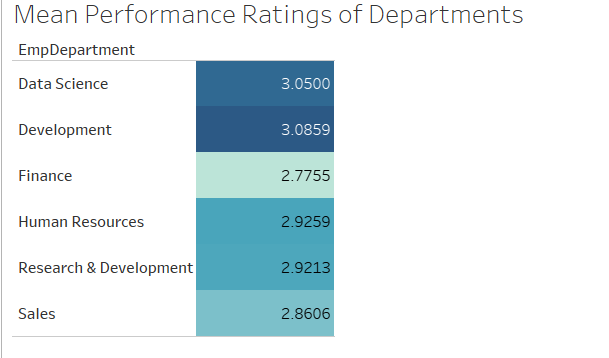 Mean Performance Ratings of Departments
EmpDepartment
Data Science 3.0500
Development 3.0859
Finance 2.7755
Human Resources 2.9259
Research & Development 2.9213
Sales 2.8606